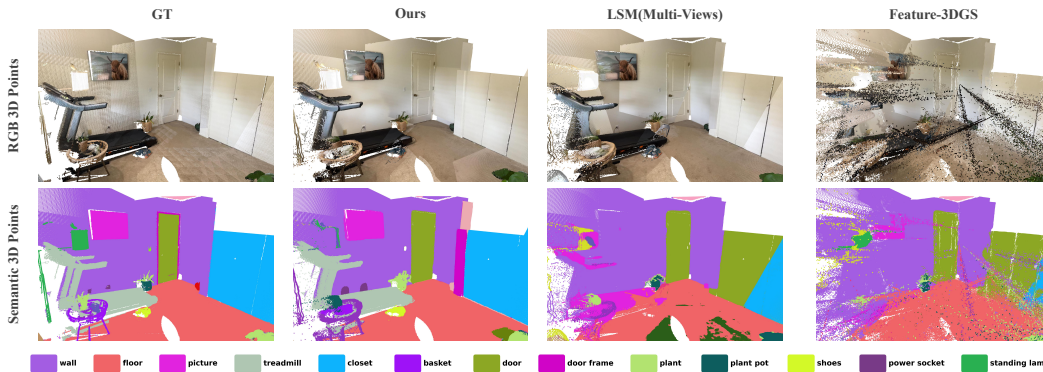 GT Ours LSM(Multi-Views) Feature-3DGS
RGB 3D Points
Semantic 3D Points
wall floor picture treadmill closet basket door door frame plant plant pot shoes power socket standing lam